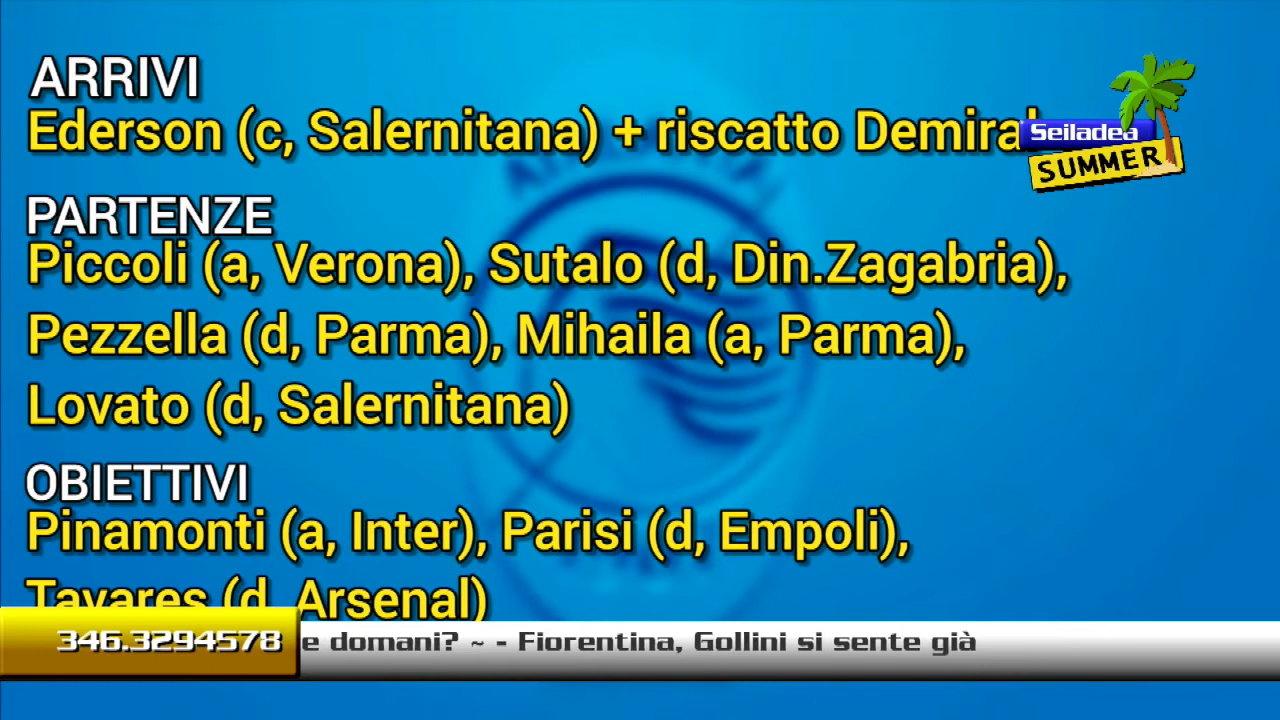 ARRIVI
Ederson (c, Salernitana) + riscatto Demiral
Seiladea
SUMMER
PARTENZE
Piccoli (a, Verona), Sutalo (d, Din.Zagabria),
Pezzella (d, Parma), Mihaila (a, Parma),
Lovato (d, Salernitana)
OBIETTIVI
Pinamonti (a, Inter), Parisi (d, Empoli),
Tavares (d, Arsenal)
346.3294578 e domani? ~ - Fiorentina, Gollini si sente già